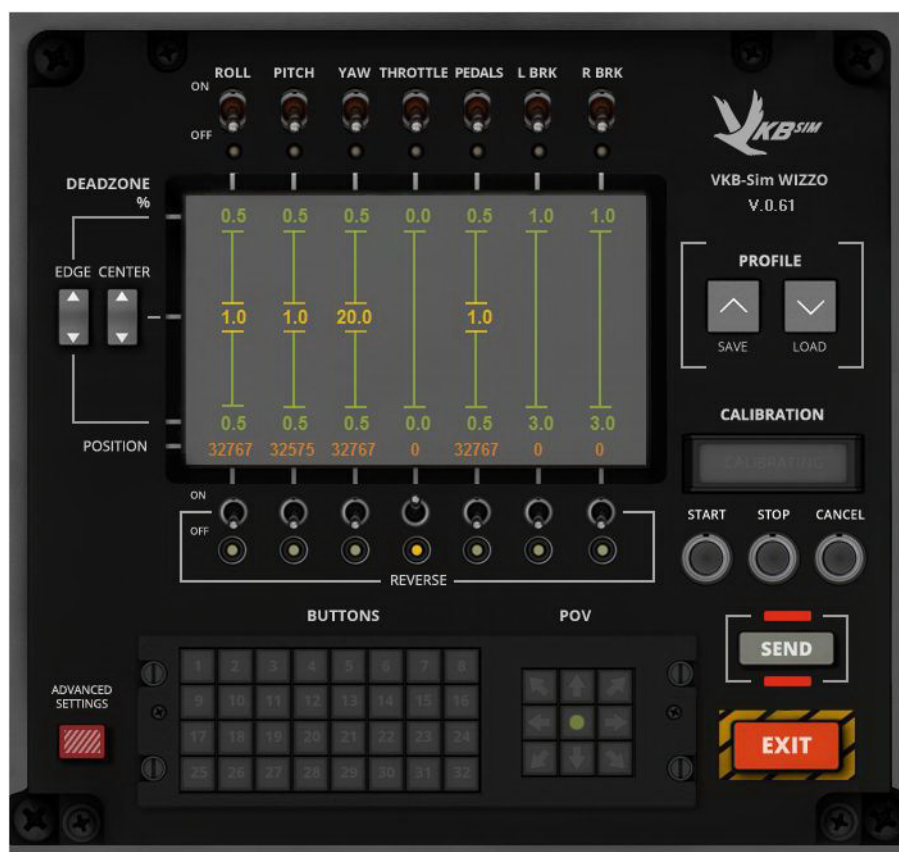 ROLL PITCH YAW THROTTLE PEDALS L BRK R BRK
ON
OFF
VKB SIM
VKB-Sim WIZZO
V.0.61
DEADZONE
%
0.5 0.5 0.5 0.0 0.5 1.0 1.0
EDGE CENTER
1.0 1.0 20.0 1.0
0.5 0.5 0.5 0.0 0.5 3.0 3.0
POSITION
32767 32575 32767 0 32767 0 0
PROFILE
SAVE LOAD
CALIBRATION
CALIBRATING
ON
OFF
REVERSE
START STOP CANCEL
BUTTONS
1 2 3 4 5 6 7 8
9 10 11 12 13 14 15 16
17 18 19 20 21 22 23 24
25 26 27 28 29 30 31 32
POV
SEND
ADVANCED
SETTINGS
EXIT